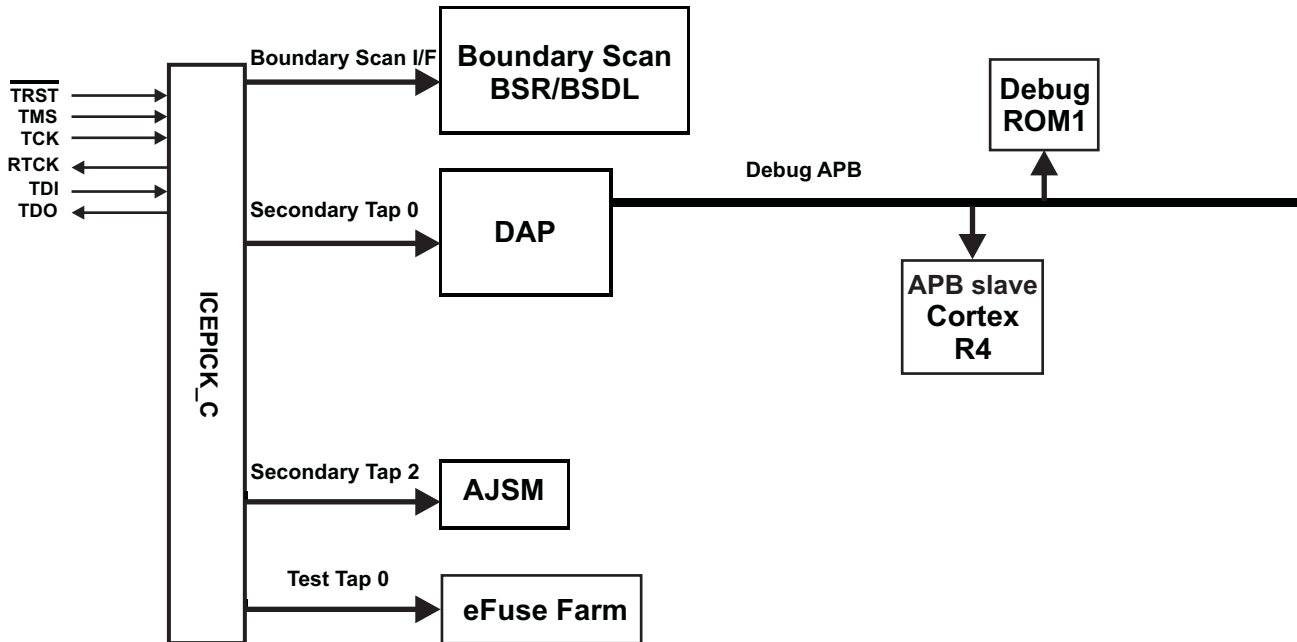 TRST
TMS
TCK
RTCK
TDI
TDO
ICEPICK_C
Boundary Scan I/F
Boundary Scan
BSR/BSDL
Secondary Tap 0
DAP
Debug APB
Debug
ROM1
APB slave
Cortex
R4
Secondary Tap 2
AJSM
Test Tap 0
eFuse Farm